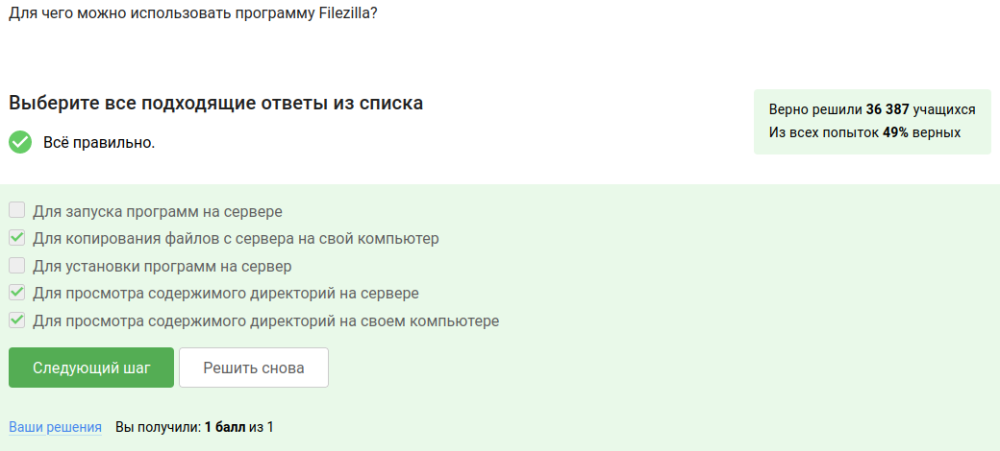 Для чего можно использовать программу Filezilla?
Выберите все подходящие ответы из списка
Всё правильно.
Верно решили 36 387 учащихся
Из всех попыток 49% верных
Для запуска программ на сервере
Для копирования файлов с сервера на свой компьютер
Для установки программ на сервер
Для просмотра содержимого директорий на сервере
Для просмотра содержимого директорий на своем компьютере
Следующий шаг
Решить снова
Ваши решения
Вы получили: 1 балл из 1